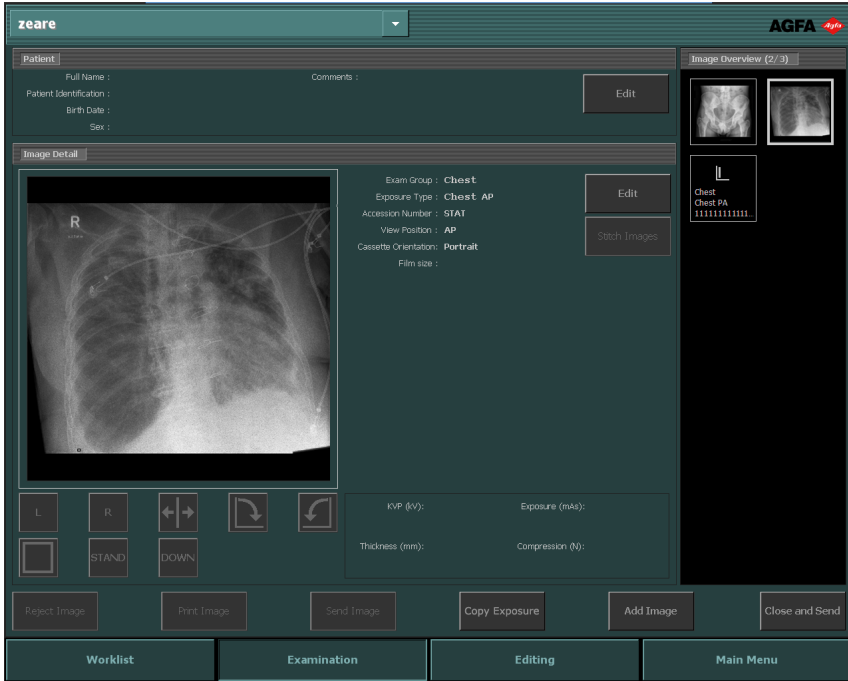 zeare
AGFA
Agfa
Patient
Full Name :
Comments :
Patient Identification :
Birth Date :
Sex :
Edit
Image Overview (2/3)
Chest
Chest PA
111111111111...
Image Detail
R
Exam Group : Chest
Exposure Type : Chest AP
Accession Number : STAT
View Position : AP
Cassette Orientation: Portrait
Film size :
Edit
Stitch Images
L
R
STAND
DOWN
KVP (kV):
Exposure (mAs):
Thickness (mm):
Compression (N):
Reject Image
Print Image
Send Image
Copy Exposure
Add Image
Close and Send
Worklist
Examination
Editing
Main Menu